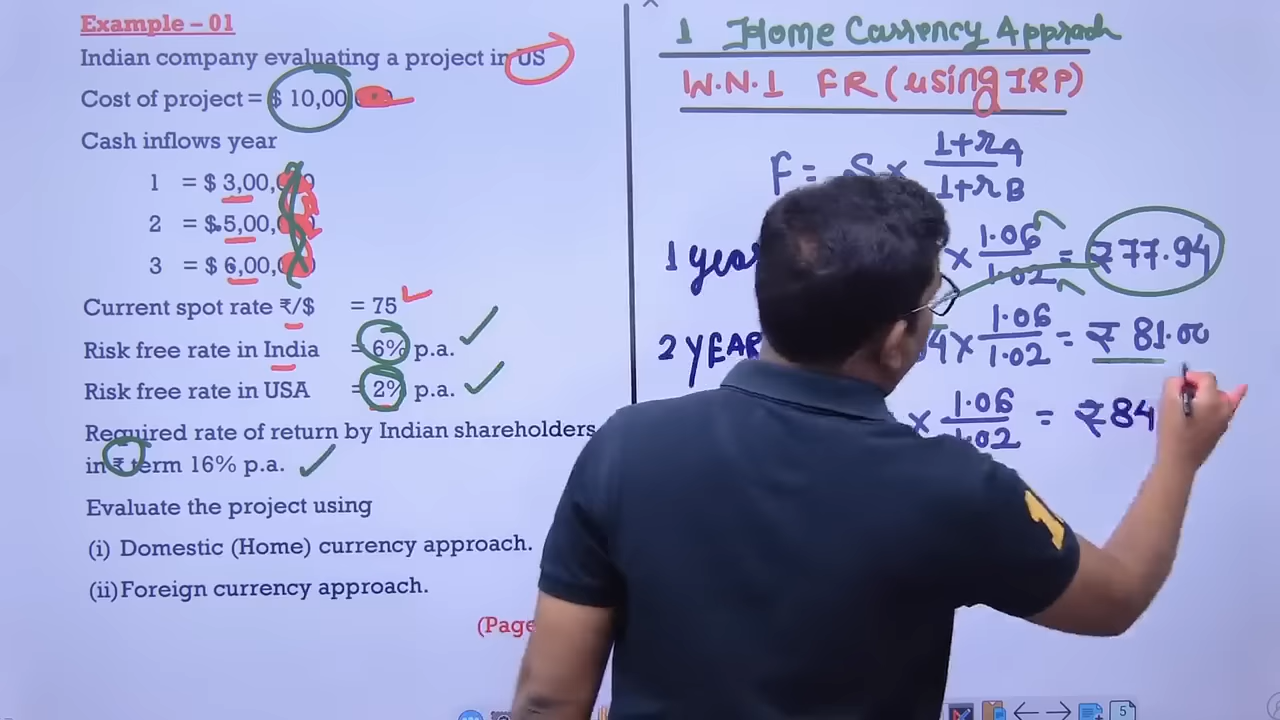 Example – 01
Indian company evaluating a project in US
Cost of project = $ 10,00
Cash inflows year
1 = $ 3,00,
2 = $ 5,00,
3 = $ 6,00,
Current spot rate ₹/$ = 75
Risk free rate in India = 6% p.a.
Risk free rate in USA = 2% p.a.
Required rate of return by Indian shareholders
in ₹ term 16% p.a.
Evaluate the project using
(i) Domestic (Home) currency approach.
(ii) Foreign currency approach.
(Page
1 Home Currency Approach
W.N.1 FR (using IRP)
F = S × 1+rA / 1+rB
1 year × 1.06 / 1.02 = ₹77.94
2 YEAR 4 × 1.06 / 1.02 = ₹ 81.00
× 1.06 / 1.02 = ₹84
1
5